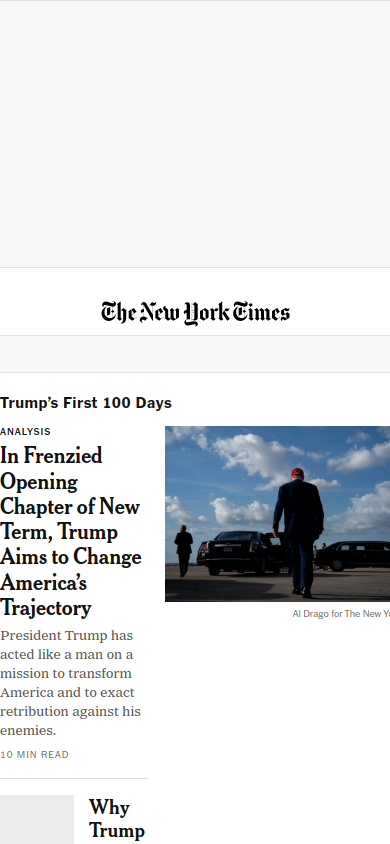 The New York Times
Trump’s First 100 Days
ANALYSIS
In Frenzied
Opening
Chapter of New
Term, Trump
Aims to Change
America’s
Trajectory
President Trump has
acted like a man on a
mission to transform
America and to exact
retribution against his
enemies.
10 MIN READ
Al Drago for The New Yo
Why
Trump